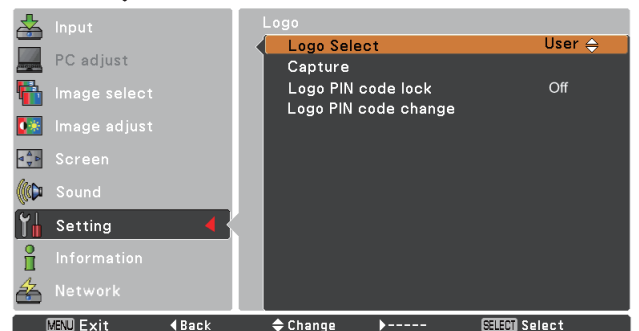 Input
PC adjust
Image select
Image adjust
Screen
Sound
Setting
Information
Network
Logo
Logo Select User
Capture
Logo PIN code lock Off
Logo PIN code change
MENU Exit Back Change ----- SELECT Select